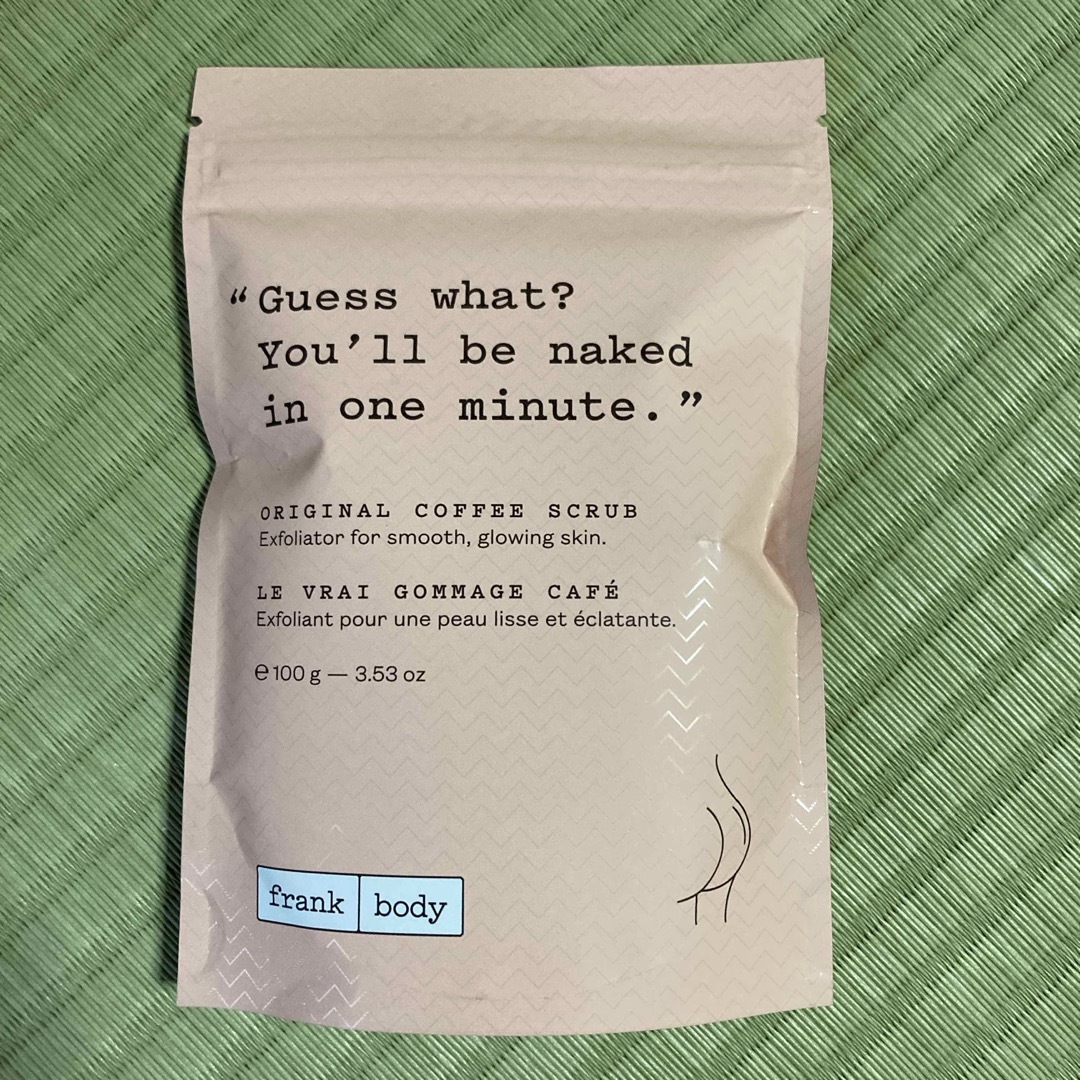 “Guess what?
You’ll be naked
in one minute.”
ORIGINAL COFFEE SCRUB
Exfoliator for smooth, glowing skin.
LE VRAI GOMMAGE CAFÉ
Exfoliant pour une peau lisse et éclatante.
℮ 100 g — 3.53 oz
frank body